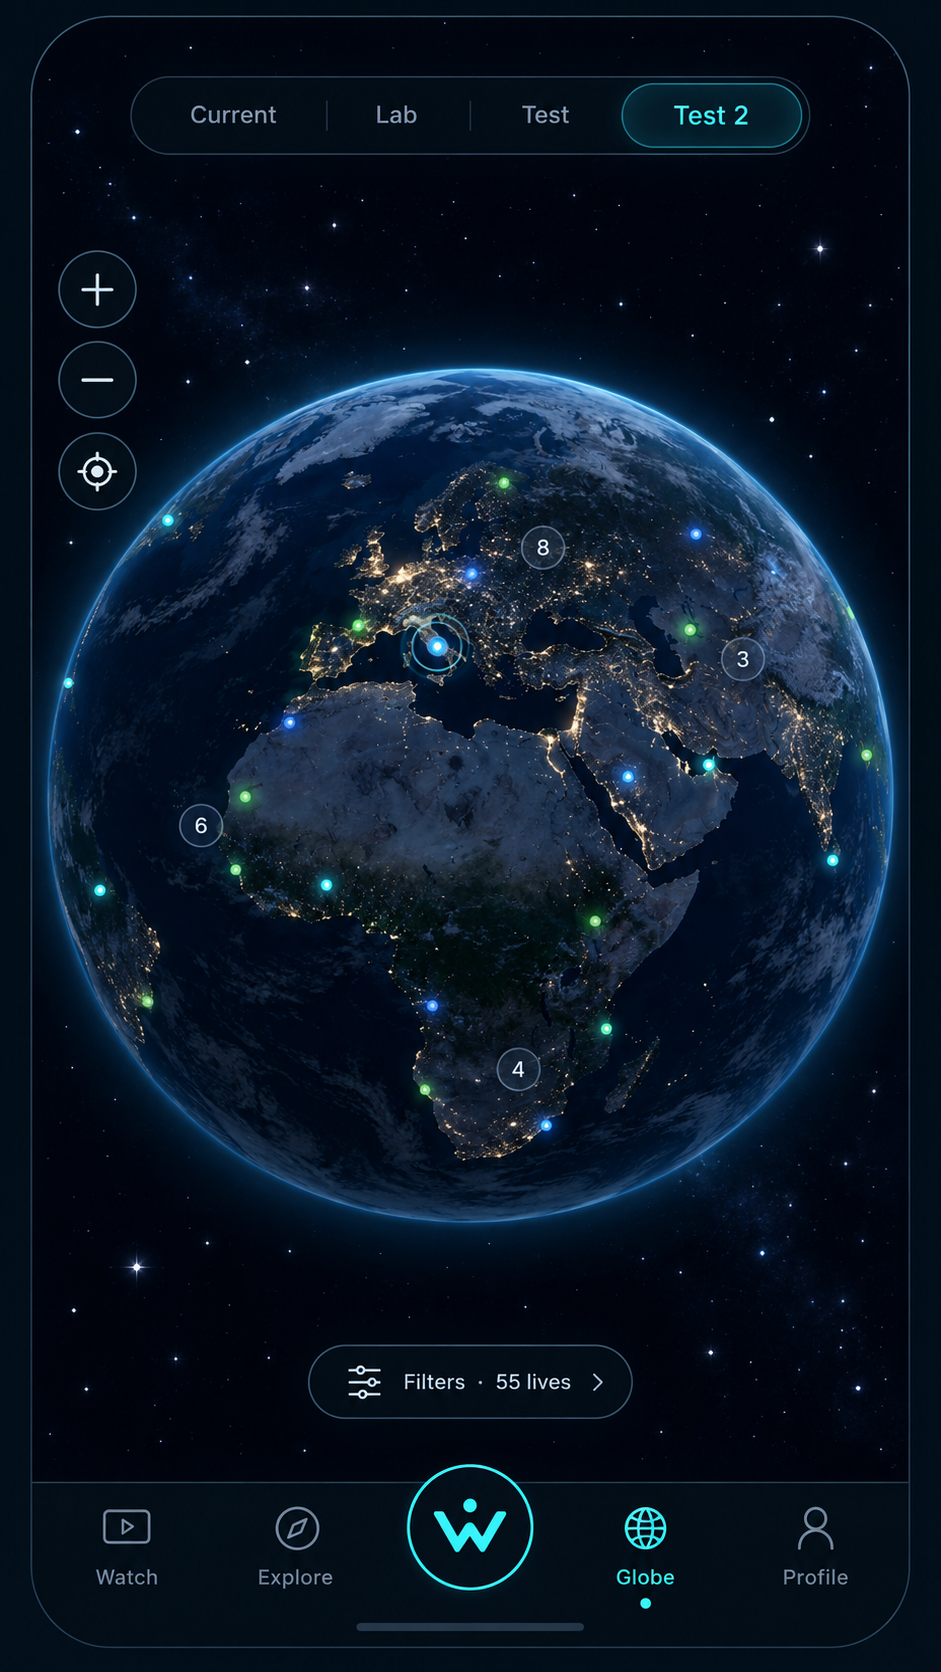 Current
Lab
Test
Test 2
8
3
6
4
Filters · 55 lives
Watch
Explore
Globe
Profile